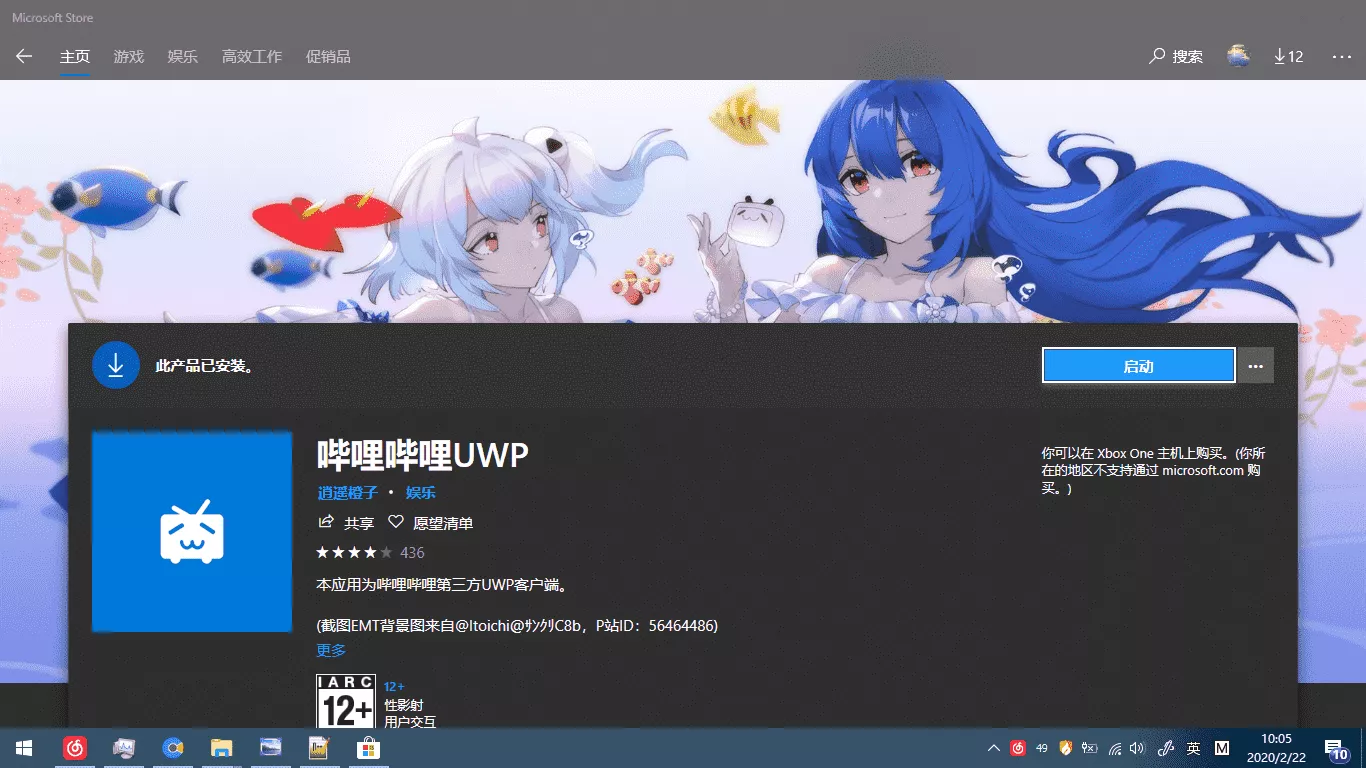 Microsoft Store
主页 游戏 娱乐 高效工作 促销品 搜索 12
此产品已安装。 启动
哔哩哔哩UWP
逍遥橙子 • 娱乐
共享 愿望清单
436
本应用为哔哩哔哩第三方UWP客户端。
(截图EMT背景图来自@Itoichi@ｻﾝｸﾘC8b，P站ID：56464486)
更多
你可以在 Xbox One 主机上购买。(你所
在的地区不支持通过 microsoft.com 购
买。)
IARC
12+
12+
性影射
用户交互
49
英
M
10:05
2020/2/22
10